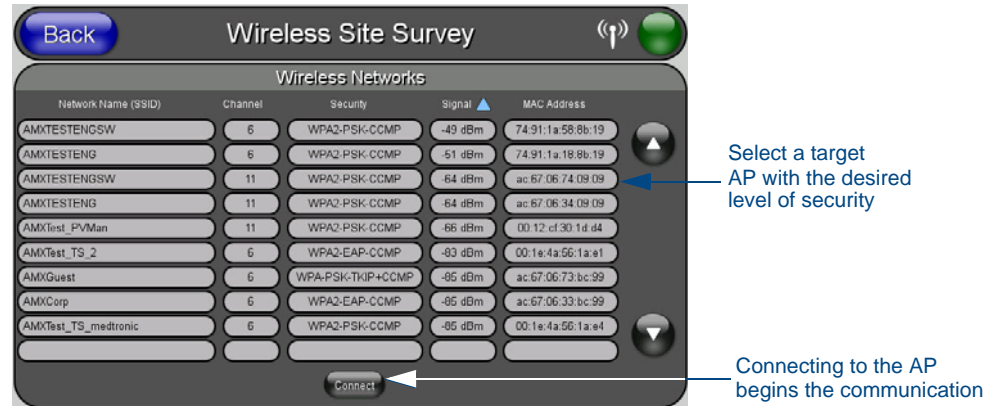 Back
Wireless Site Survey
Wireless Networks
Network Name (SSID) Channel Security Signal MAC Address
AMXTESTENGSW 6 WPA2-PSK-CCMP -49 dBm 74:91:1a:58:8b:19
AMXTESTENG 6 WPA2-PSK-CCMP -51 dBm 74:91:1a:18:8b:19
AMXTESTENGSW 11 WPA2-PSK-CCMP -64 dBm ac:67:06:74:09:09
AMXTESTENG 11 WPA2-PSK-CCMP -64 dBm ac:67:06:34:09:09
AMXTest_PVMan 11 WPA2-PSK-CCMP -66 dBm 00:12:cf:30:1d:d4
AMXTest_TS_2 6 WPA2-EAP-CCMP -83 dBm 00:1e:4a:56:1a:e1
AMXGuest 6 WPA-PSK-TKIP+CCMP -85 dBm ac:67:06:73:bc:99
AMXCorp 6 WPA2-EAP-CCMP -85 dBm ac:67:06:33:bc:99
AMXTest_TS_medtronic 6 WPA2-PSK-CCMP -85 dBm 00:1e:4a:56:1a:e4
Connect
Select a target
AP with the desired
level of security
Connecting to the AP
begins the communication